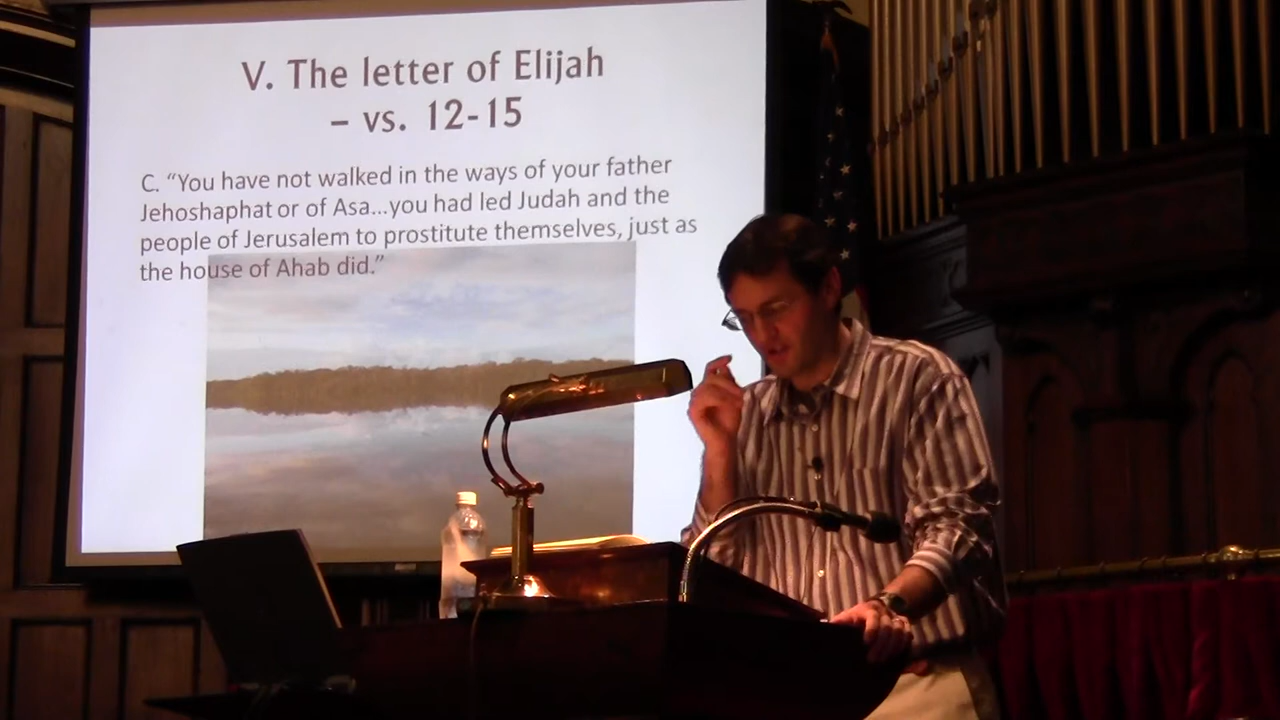 V. The letter of Elijah
– vs. 12-15
C. “You have not walked in the ways of your father
Jehoshaphat or of Asa...you had led Judah and the
people of Jerusalem to prostitute themselves, just as
the house of Ahab did.”